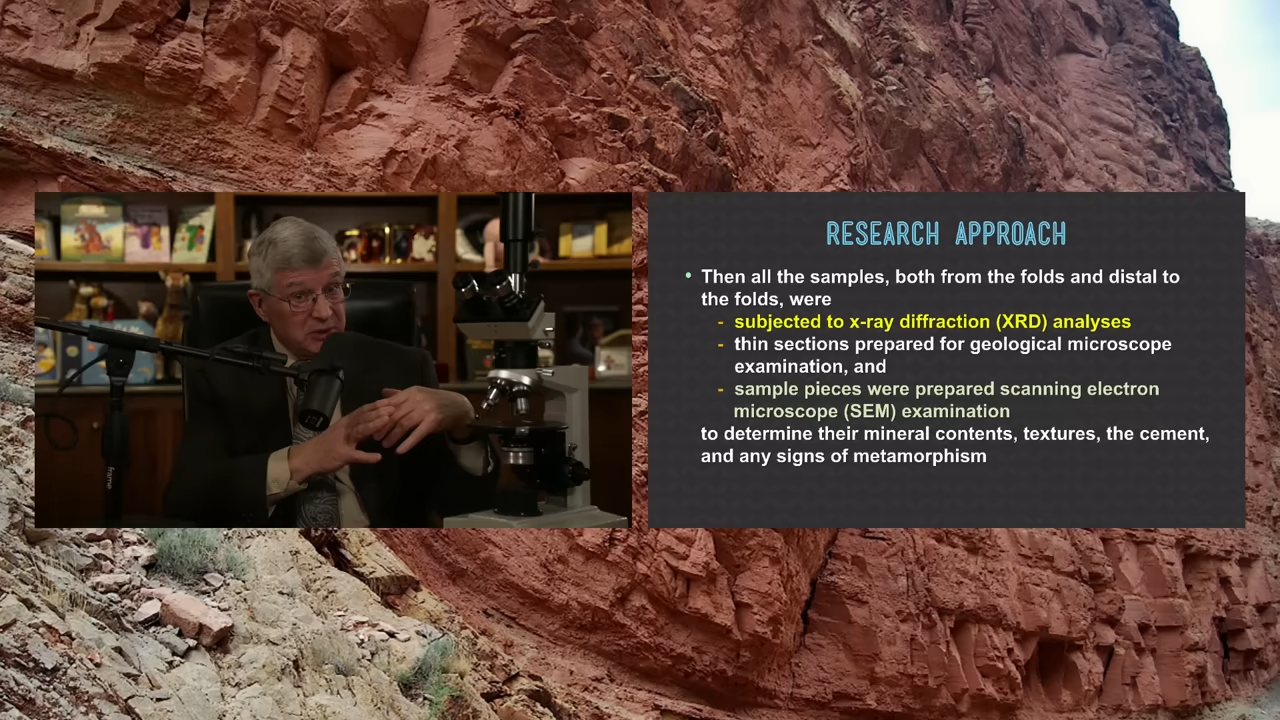 RESEARCH APPROACH
• Then all the samples, both from the folds and distal to
the folds, were
- subjected to x-ray diffraction (XRD) analyses
- thin sections prepared for geological microscope
examination, and
- sample pieces were prepared scanning electron
microscope (SEM) examination
to determine their mineral contents, textures, the cement,
and any signs of metamorphism